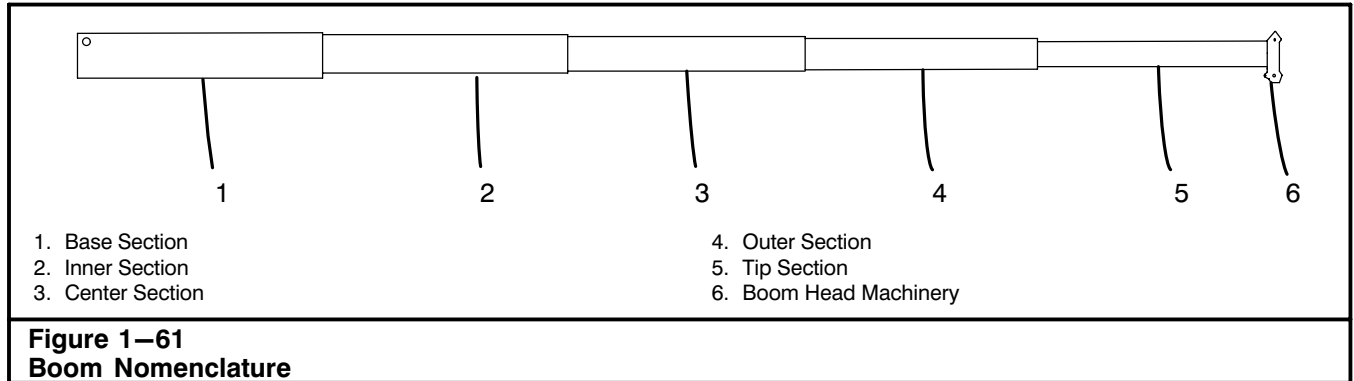 1 2 3 4 5 6
1. Base Section
2. Inner Section
3. Center Section
4. Outer Section
5. Tip Section
6. Boom Head Machinery
Figure 1—61
Boom Nomenclature